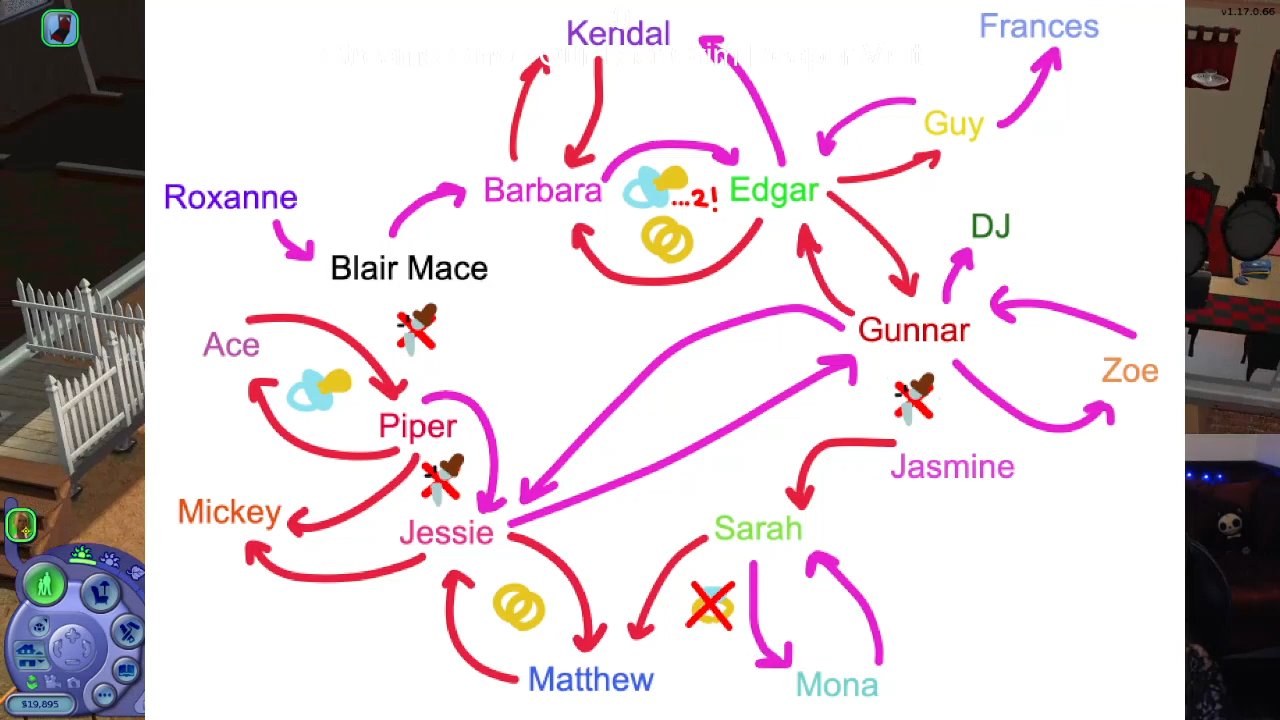 v1.17.0.66
Kendal
Frances
Guy
Barbara
...2!
Edgar
Roxanne
DJ
Blair Mace
Gunnar
Ace
Zoe
Piper
Jasmine
Mickey
Jessie
Sarah
Matthew
Mona
$19,895